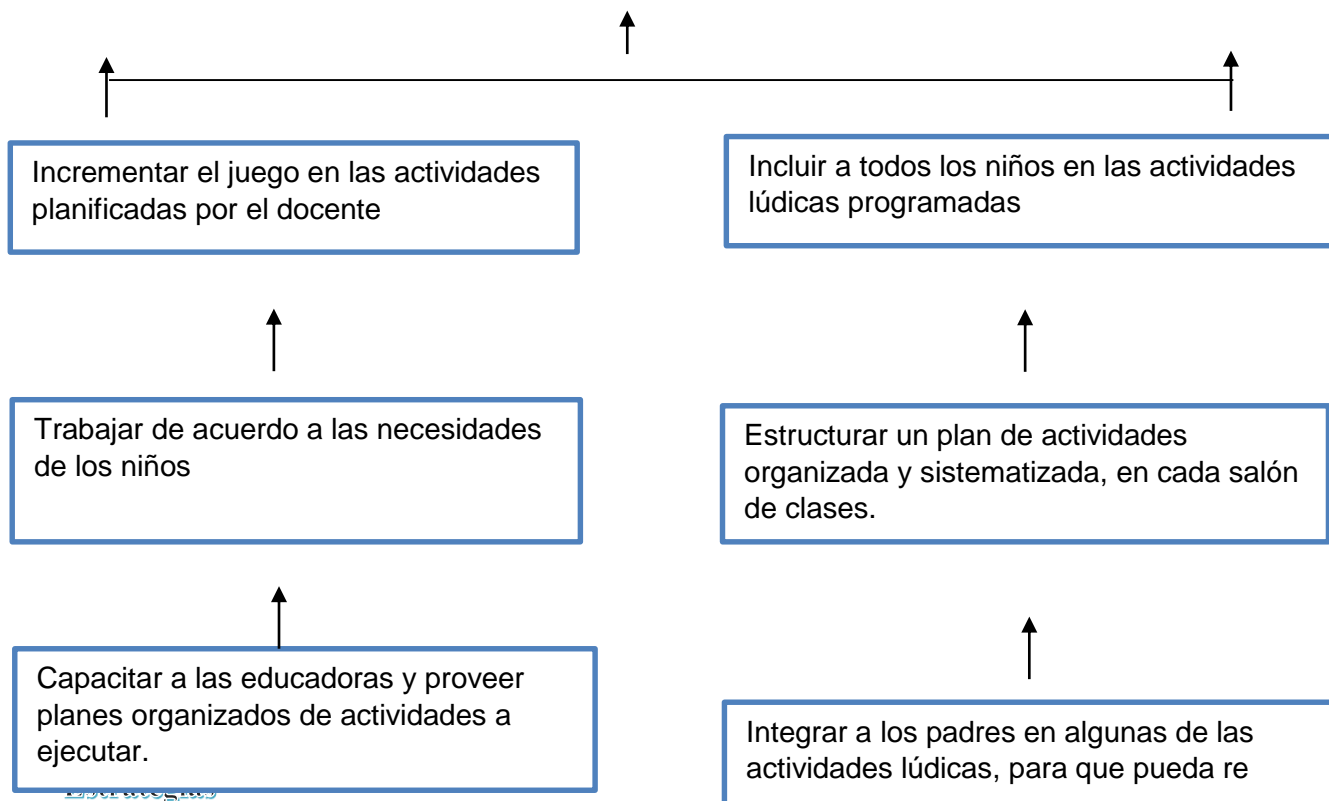 Incrementar el juego en las actividades
planificadas por el docente
Incluir a todos los niños en las actividades
lúdicas programadas
Trabajar de acuerdo a las necesidades
de los niños
Estructurar un plan de actividades
organizada y sistematizada, en cada salón
de clases.
Capacitar a las educadoras y proveer
planes organizados de actividades a
ejecutar.
Integrar a los padres en algunas de las
actividades lúdicas, para que pueda re